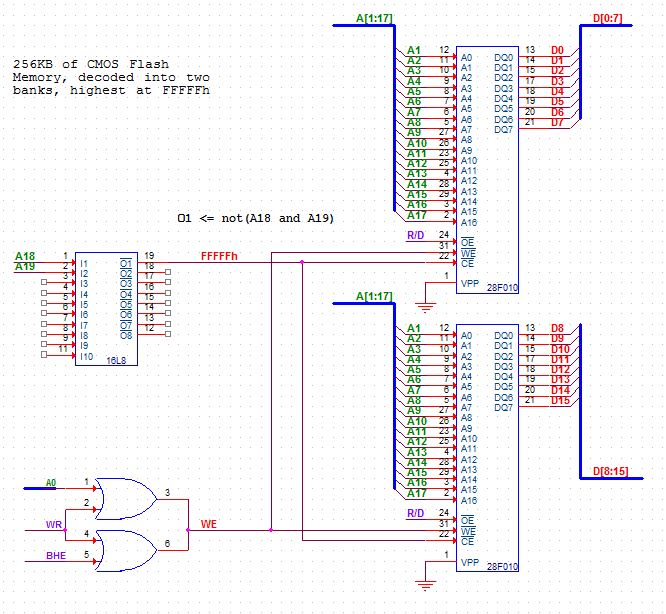 256KB of CMOS Flash
Memory, decoded into two
banks, highest at FFFFFh
O1 <= not(A18 and A19)
A[1:17]
D[0:7]
A1 12 A0 DQ0 13 D0
A2 11 A1 DQ1 14 D1
A3 10 A2 DQ2 15 D2
A4 9 A3 DQ3 17 D3
A5 8 A4 DQ4 18 D4
A6 7 A5 DQ5 19 D5
A7 6 A6 DQ6 20 D6
A8 5 A7 DQ7 21 D7
A9 27 A8
A10 26 A9
A11 23 A10
A12 25 A11
A13 4 A12
A14 28 A13
A15 29 A14
A16 3 A15
A17 2 A16
R/D 24 OE
31 WE
22 CE
1 VPP
28F010
A18 1 I1 O1 19 FFFFFh
A19 2 I2 O2 18
3 I3 O3 17
4 I4 O4 16
5 I5 O5 15
6 I6 O6 14
7 I7 O7 13
8 I8 O8 12
9 I9
11 I10
16L8
A[1:17]
A1 12 A0 DQ0 13 D8
A2 11 A1 DQ1 14 D9
A3 10 A2 DQ2 15 D10
A4 9 A3 DQ3 17 D11
A5 8 A4 DQ4 18 D12
A6 7 A5 DQ5 19 D13
A7 6 A6 DQ6 20 D14
A8 5 A7 DQ7 21 D15
A9 27 A8
A10 26 A9
A11 23 A10
A12 25 A11
A13 4 A12
A14 28 A13
A15 29 A14
A16 3 A15
A17 2 A16
R/D 24 OE
31 WE
22 CE
1 VPP
28F010
D[8:15]
A0 1
2 3
WR WE
4
BHE 5 6